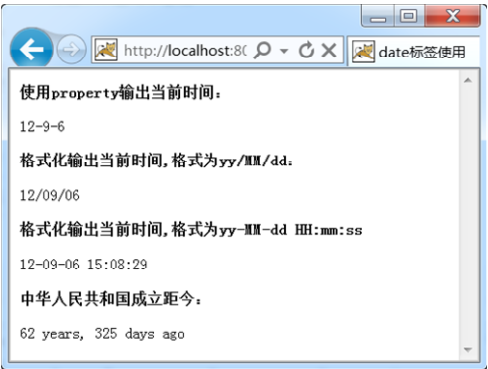 http://localhost:8(
date标签使用
使用property输出当前时间：
12-9-6
格式化输出当前时间,格式为yy/MM/dd。
12/09/06
格式化输出当前时间,格式为yy-MM-dd HH:mm:ss
12-09-06 15:08:29
中华人民共和国成立距今：
62 years, 325 days ago